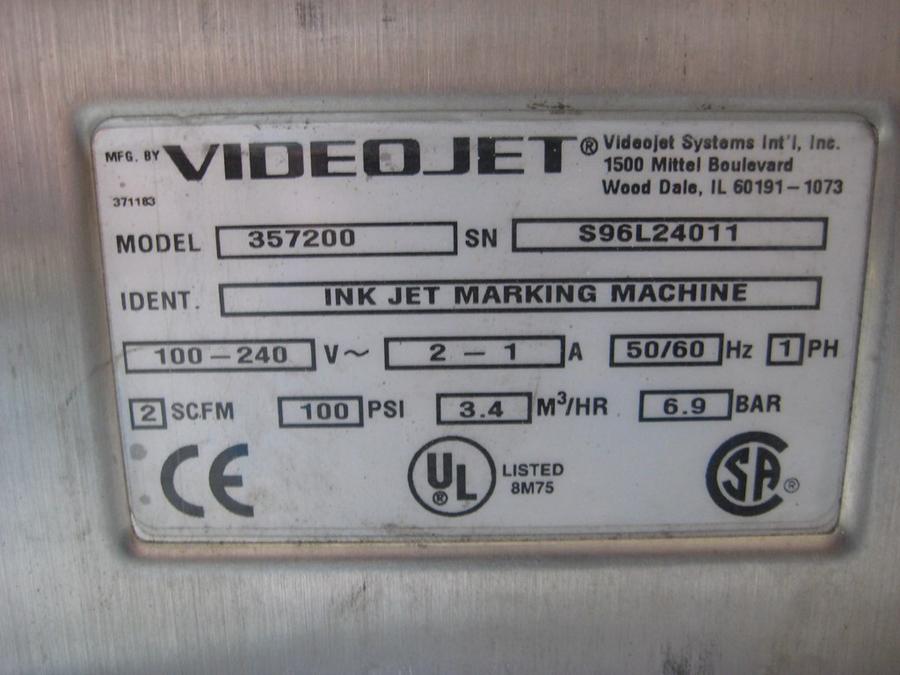 MFG. BY VIDEOJET® Videojet Systems Int'l, Inc.
1500 Mittel Boulevard
Wood Dale, IL 60191-1073
371183
MODEL 357200 SN S96L24011
IDENT. INK JET MARKING MACHINE
100-240 V~ 2 - 1 A 50/60 Hz 1 PH
2 SCFM 100 PSI 3.4 M³/HR 6.9 BAR
CE UL® LISTED SA®
8M75